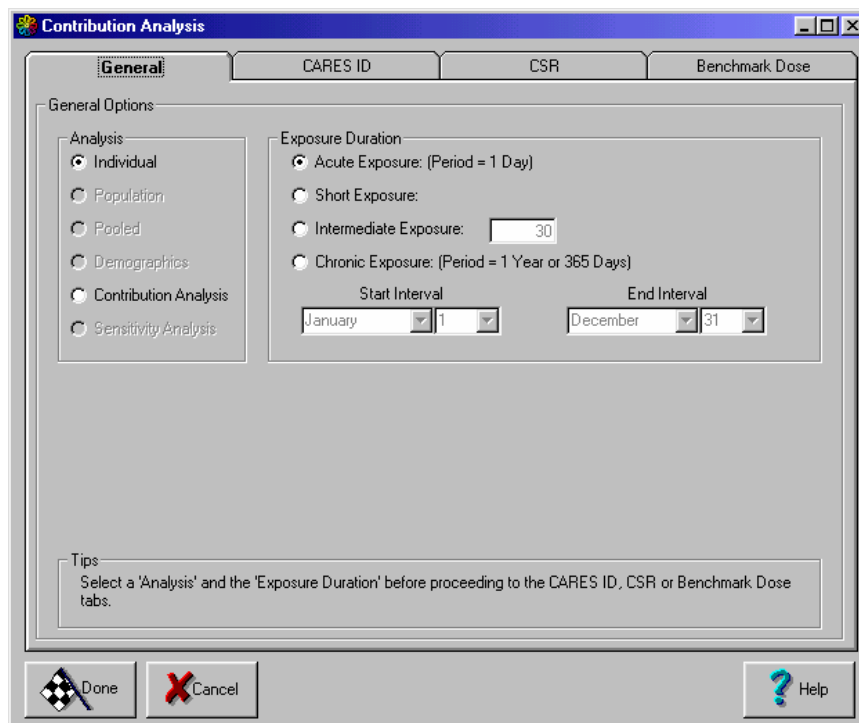 Contribution Analysis
General
CARES ID
CSR
Benchmark Dose
General Options
Analysis
Individual
Population
Pooled
Demographics
Contribution Analysis
Sensitivity Analysis
Exposure Duration
Acute Exposure: (Period = 1 Day)
Short Exposure:
Intermediate Exposure: 30
Chronic Exposure: (Period = 1 Year or 365 Days)
Start Interval
End Interval
January 1
December 31
Tips
Select a 'Analysis' and the 'Exposure Duration' before proceeding to the CARES ID, CSR or Benchmark Dose
tabs.
Done
Cancel
Help